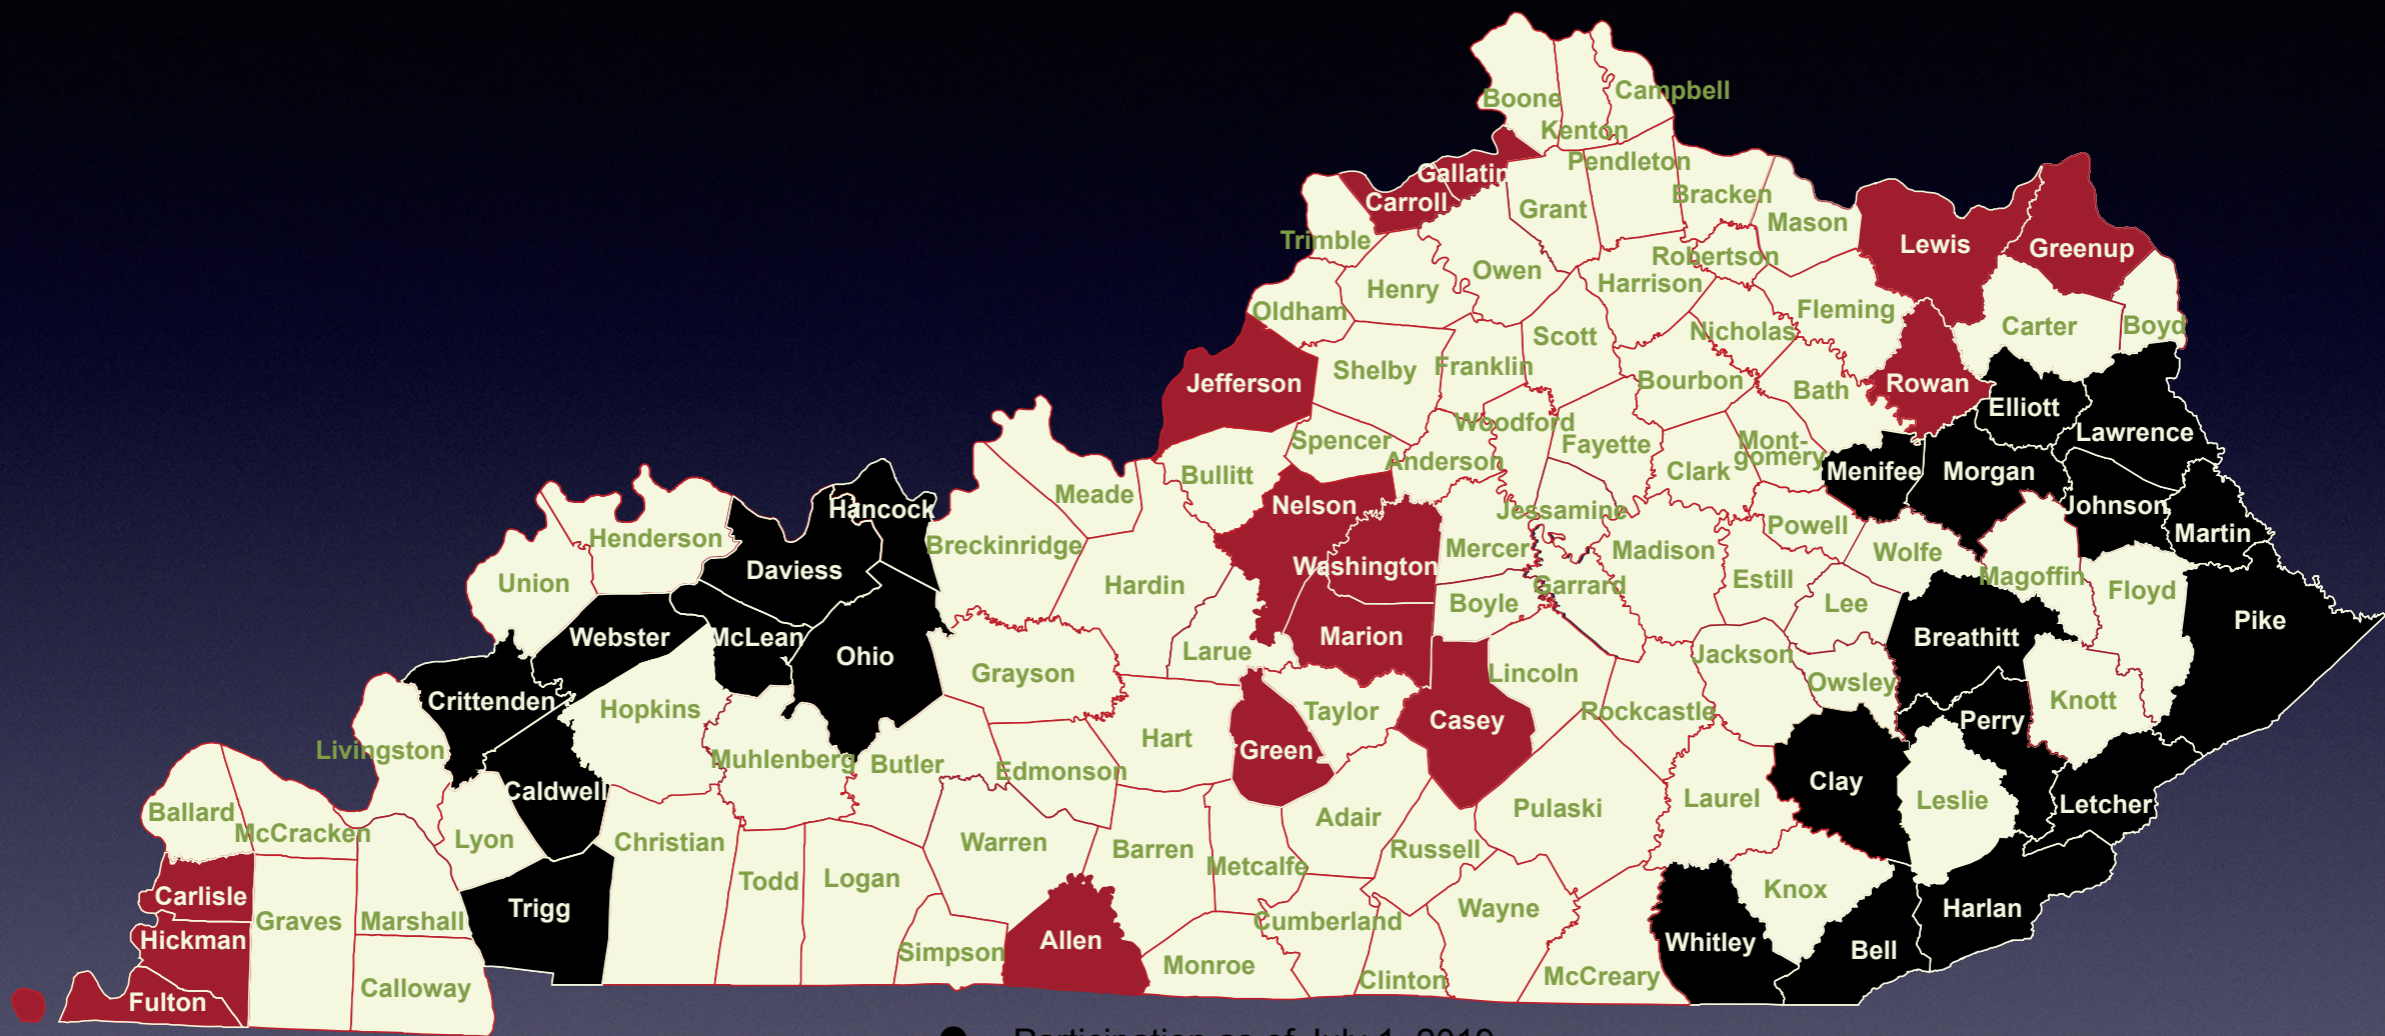 Boone
Campbell
Kenton
Pendleton
Gallatin
Carroll
Grant
Bracken
Mason
Trimble
Owen
Robertson
Lewis
Greenup
Henry
Harrison
Oldham
Fleming
Carter
Boyd
Scott
Nicholas
Shelby
Franklin
Jefferson
Bourbon
Bath
Rowan
Elliott
Woodford
Lawrence
Spencer
Fayette
Mont-
gomery
Anderson
Clark
Menifee
Morgan
Bullitt
Meade
Nelson
Hancock
Jessamine
Johnson
Martin
Powell
Henderson
Breckinridge
Mercer
Madison
Wolfe
Daviess
Washington
Magoffin
Union
Hardin
Garrard
Estill
Floyd
Boyle
Lee
Pike
Webster
McLean
Marion
Breathitt
Ohio
Larue
Grayson
Lincoln
Jackson
Owsley
Crittenden
Hopkins
Taylor
Casey
Rockcastle
Perry
Knott
Livingston
Muhlenberg
Butler
Hart
Green
Edmonson
Caldwell
Clay
Laurel
Leslie
Letcher
Ballard
McCracken
Pulaski
Adair
Lyon
Christian
Warren
Barren
Russell
Metcalfe
Todd
Logan
Carlisle
Knox
Graves
Marshall
Trigg
Cumberland
Wayne
Harlan
Hickman
Simpson
Allen
Whitley
Bell
Monroe
Clinton
McCreary
Calloway
Fulton
Participation as of July 1, 2019